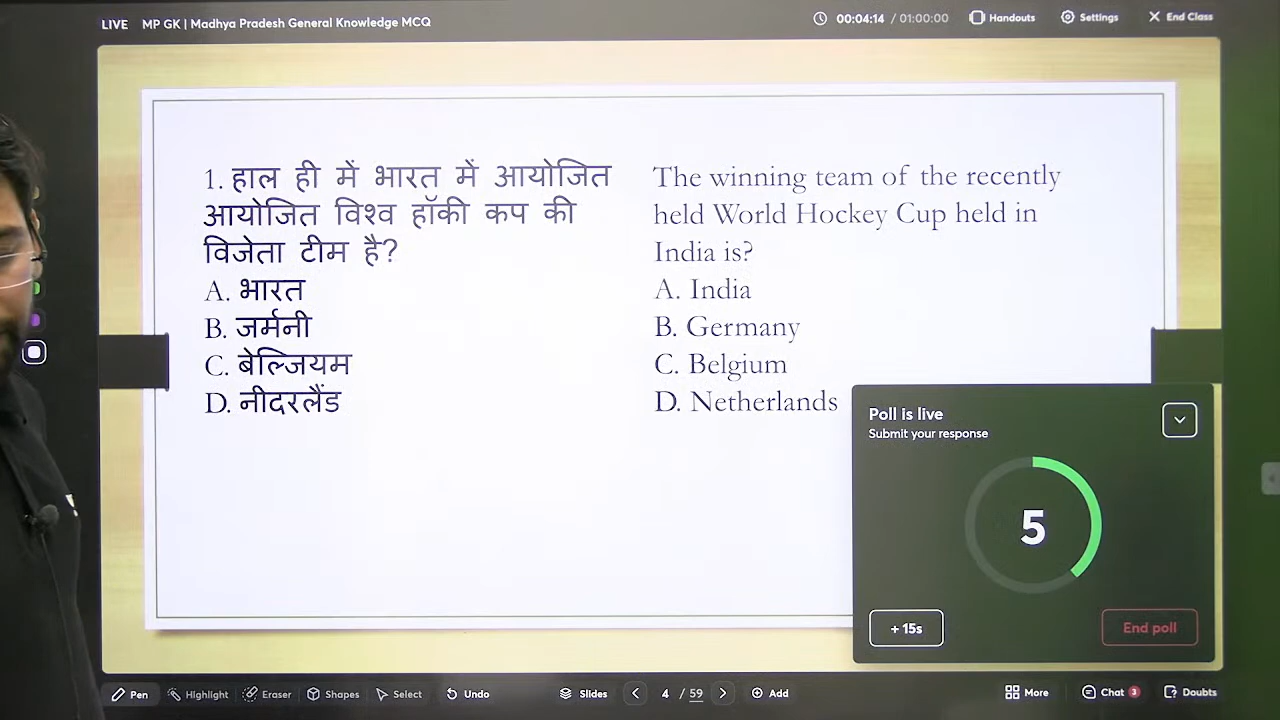 LIVE MP GK | Madhya Pradesh General Knowledge MCQ
00:04:14 / 01:00:00
Handouts
Settings
End Class
1. हाल ही में भारत में आयोजित
आयोजित विश्व हॉकी कप की
विजेता टीम है?
A. भारत
B. जर्मनी
C. बेल्जियम
D. नीदरलैंड
The winning team of the recently
held World Hockey Cup held in
India is?
A. India
B. Germany
C. Belgium
D. Netherlands
Poll is live
Submit your response
5
+ 15s
End poll
Pen
Highlight
Eraser
Shapes
Select
Undo
Slides
4 / 59
Add
More
Chat 3
Doubts